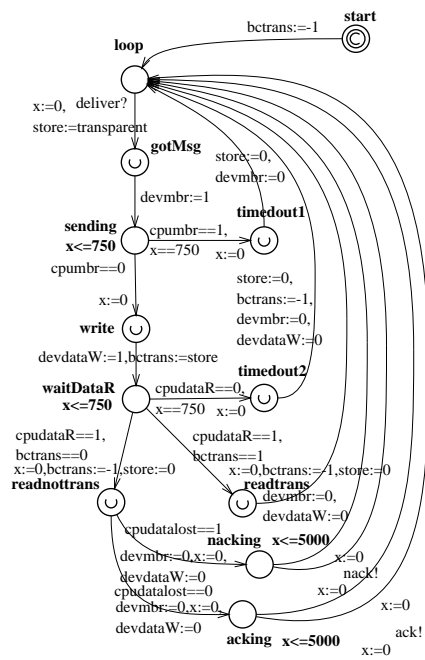 start
bctrans:=-1
loop
x:=0,
deliver?
store:=transparent
gotMsg
store:=0,
devmbr:=0
devmbr:=1
timedout1
sending
x<=750
cpumbr==1,
x==750
x:=0
cpumbr==0
store:=0,
bctrans:=-1,
devmbr:=0,
devdataW:=0
x:=0
write
devdataW:=1,bctrans:=store
timedout2
waitDataR
x<=750
cpudataR==0,
x==750
x:=0
cpudataR==1,
bctrans==0
x:=0,bctrans:=-1,store:=0
cpudataR==1,
bctrans==1
x:=0,bctrans:=-1,store:=0
readnottrans
readtrans
devmbr:=0,
devdataW:=0
cpudatalost==1
nacking x<=5000
devmbr:=0,x:=0,
devdataW:=0
x:=0
nack!
x:=0
cpudatalost==0
devmbr:=0,x:=0,
devdataW:=0
x:=0
acking x<=5000
ack!
x:=0